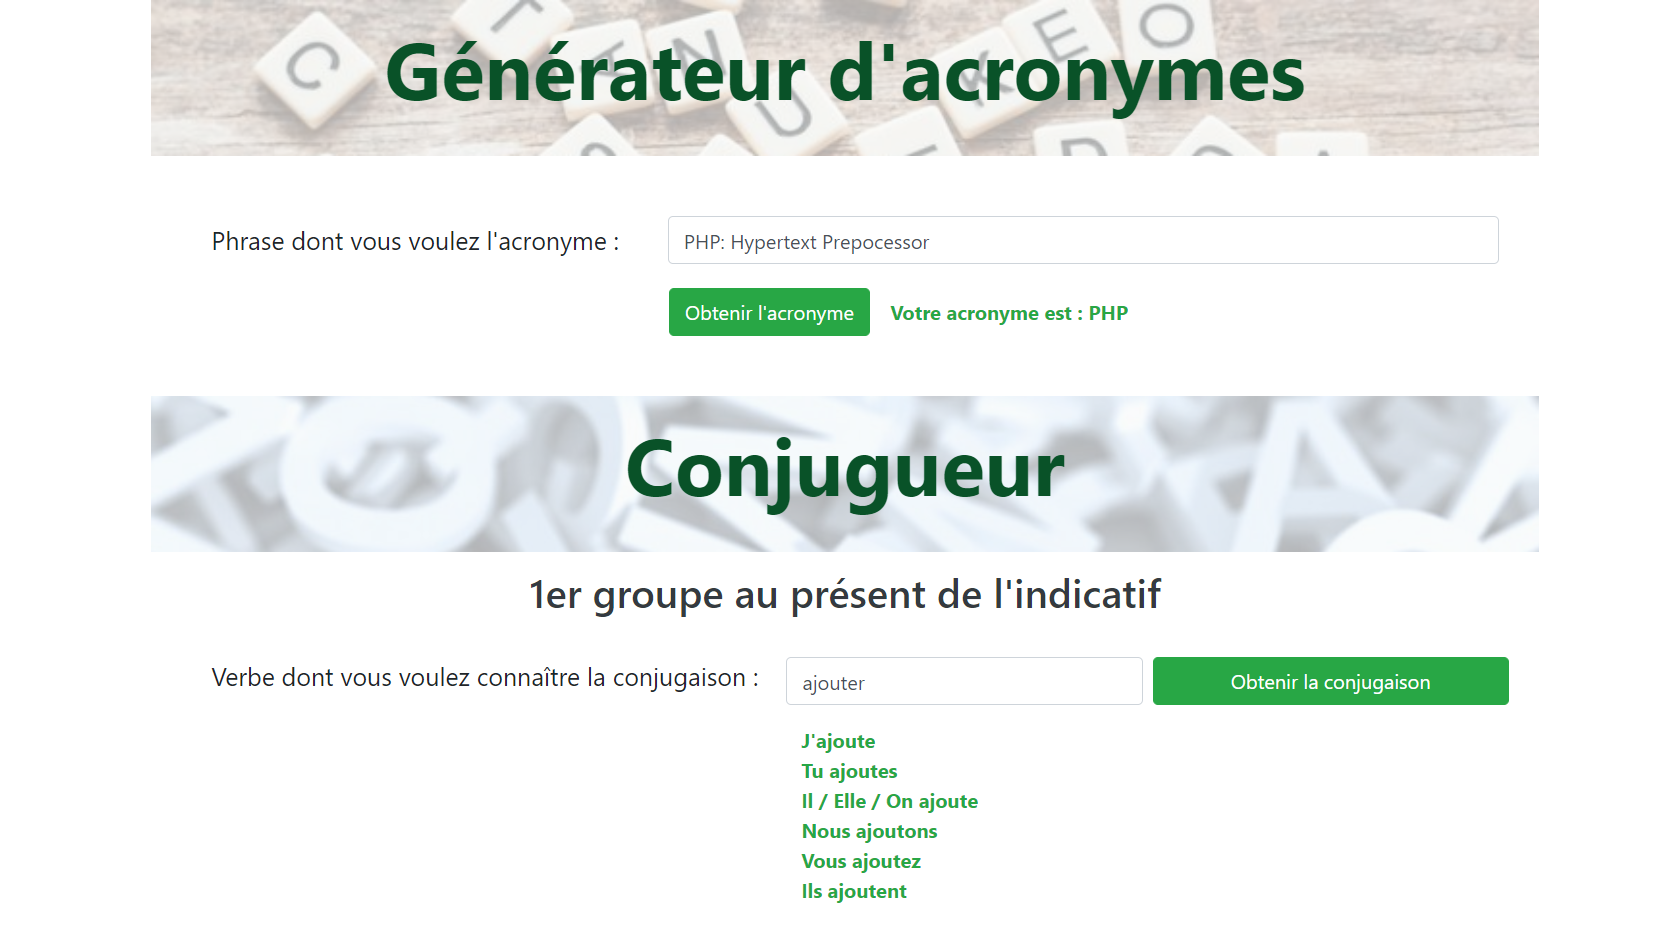 Générateur d'acronymes
Phrase dont vous voulez l'acronyme :
PHP: Hypertext Prepocessor
Obtenir l'acronyme
Votre acronyme est : PHP
Conjugueur
1er groupe au présent de l'indicatif
Verbe dont vous voulez connaître la conjugaison :
ajouter
Obtenir la conjugaison
J'ajoute
Tu ajoutes
Il / Elle / On ajoute
Nous ajoutons
Vous ajoutez
Ils ajoutent